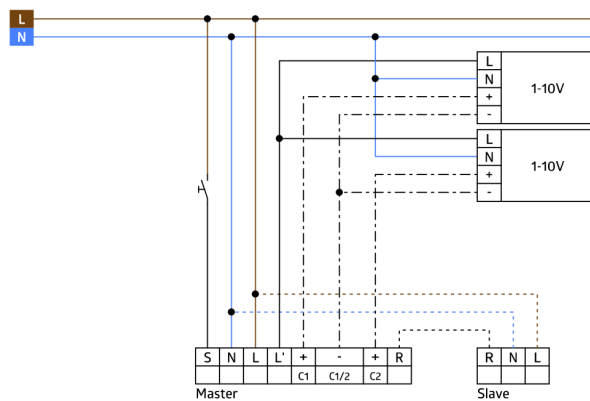 L
N
L
N
+
-
1-10V
L
N
+
-
1-10V
S N L L' + - + R
C1 C1/2 C2
Master
R N L
Slave